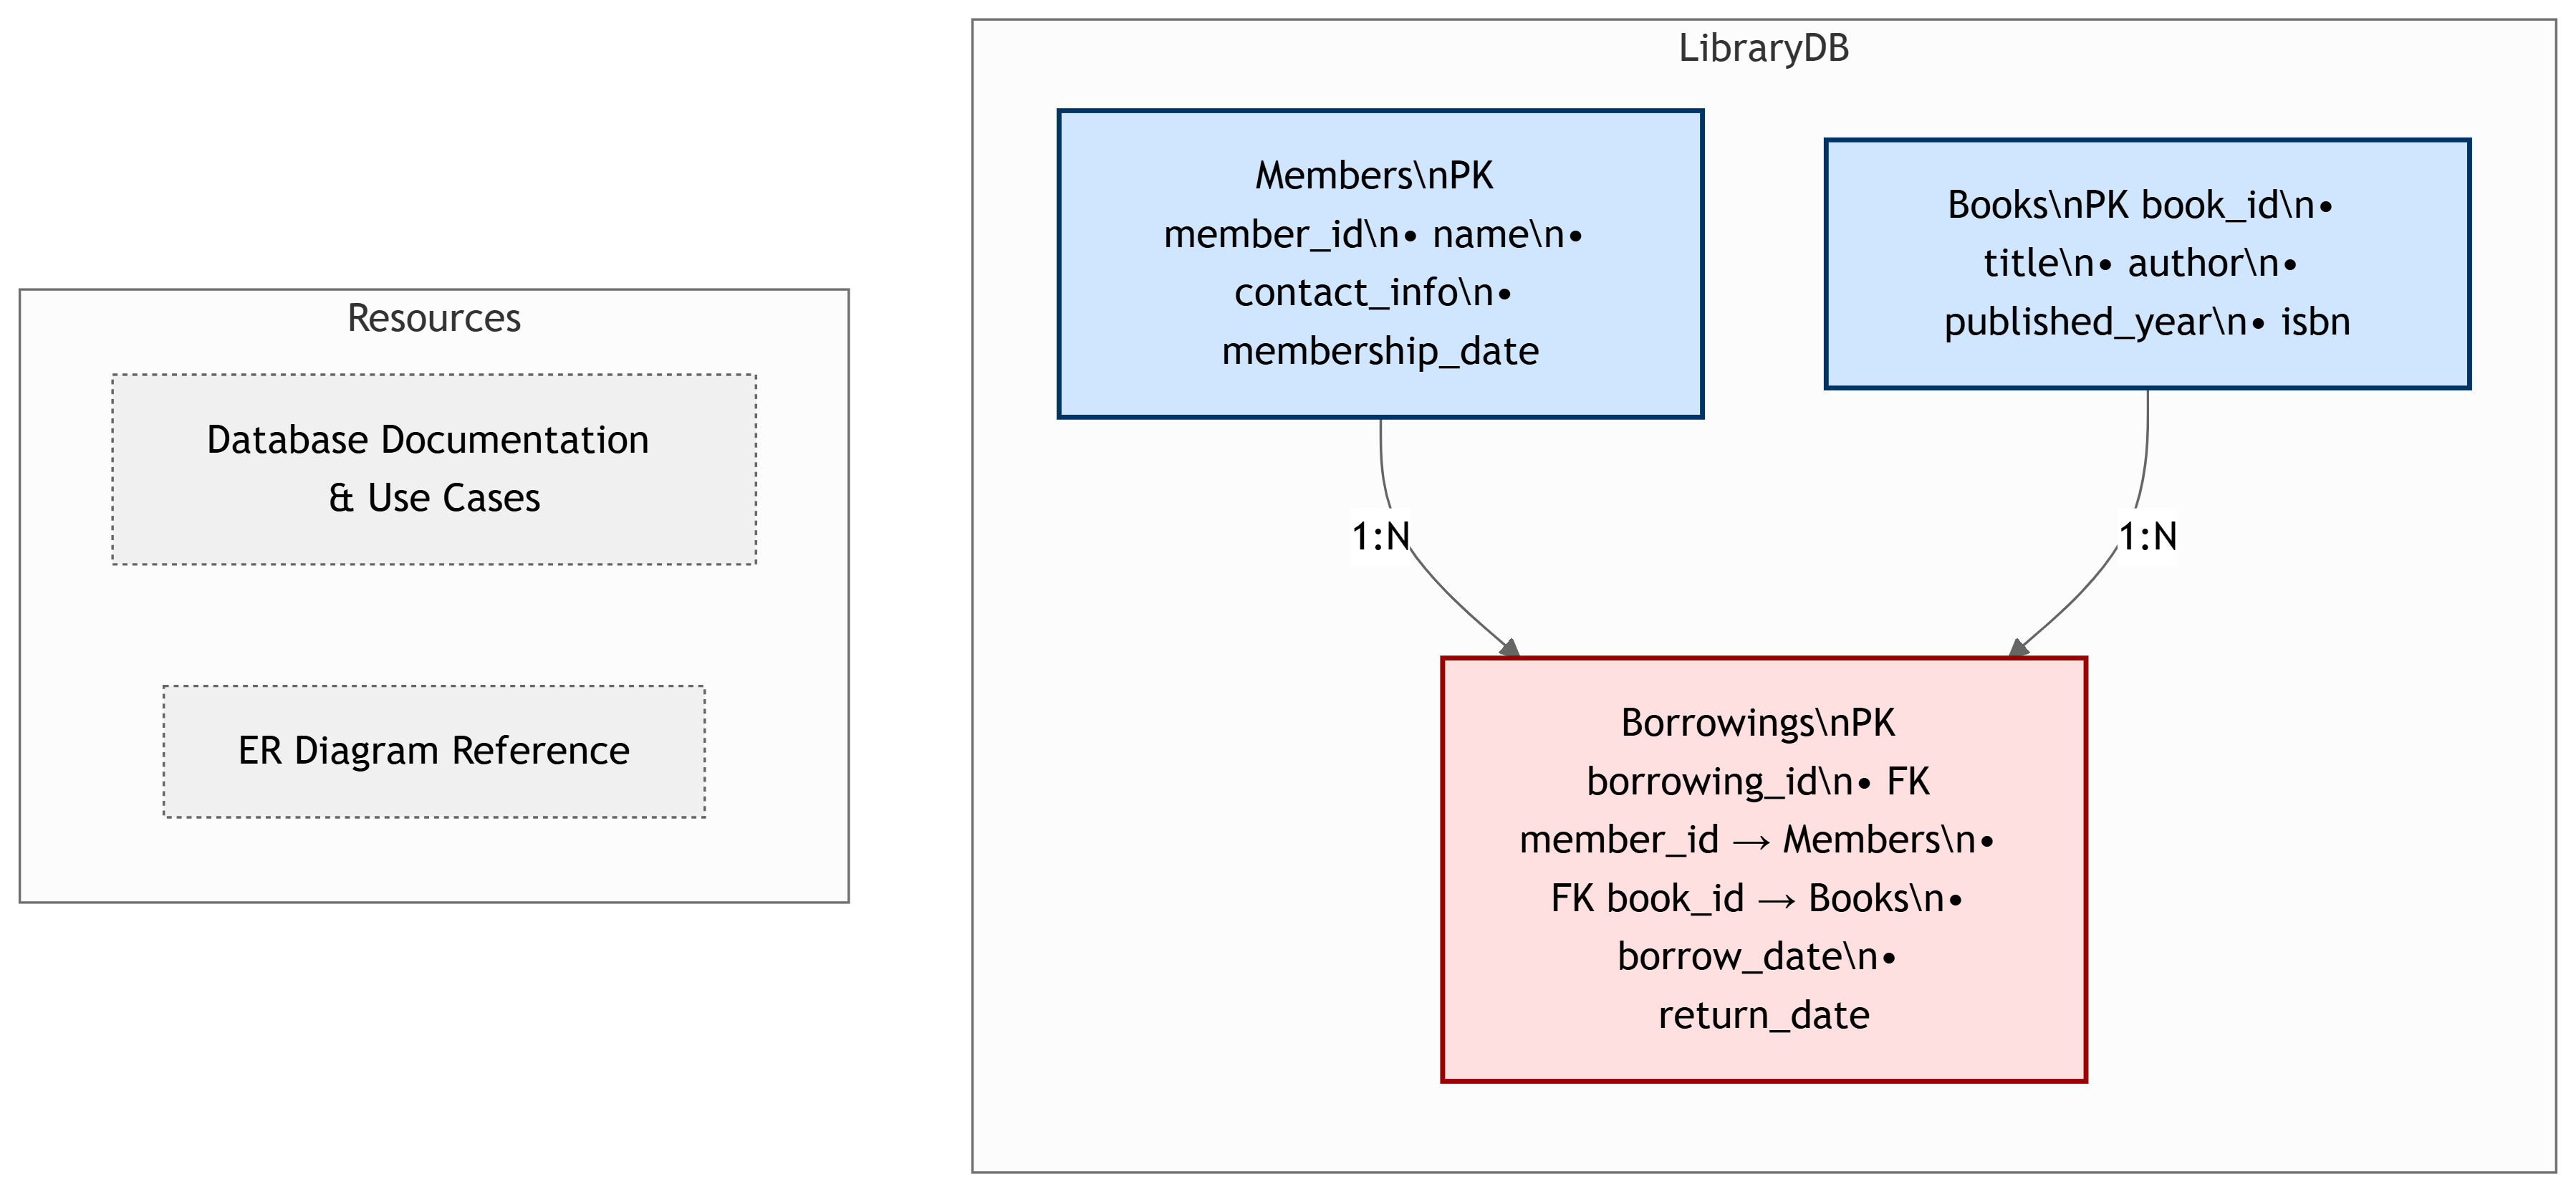 LibraryDB
Members\nPK
member_id\n• name\n•
contact_info\n•
membership_date
Books\nPK book_id\n•
title\n• author\n•
published_year\n• isbn
Resources
Database Documentation
& Use Cases
ER Diagram Reference
1:N
1:N
Borrowings\nPK
borrowing_id\n• FK
member_id → Members\n•
FK book_id → Books\n•
borrow_date\n•
return_date